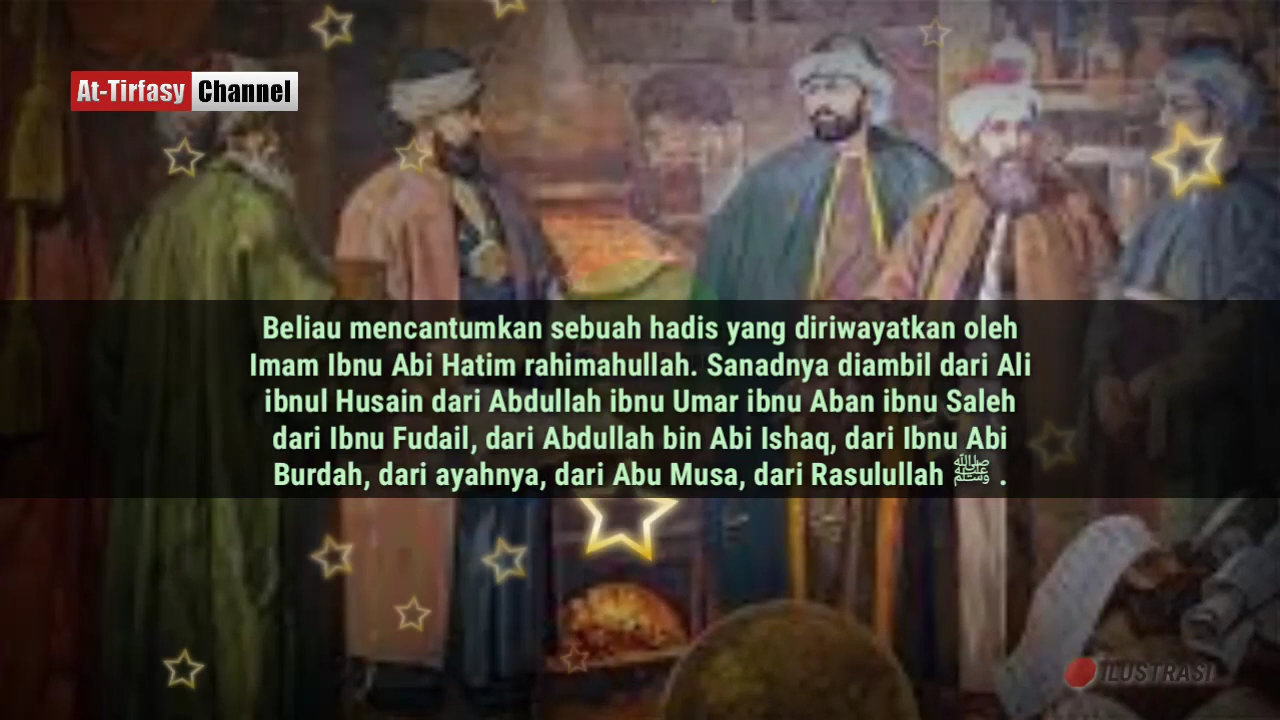 At-Tirfasy Channel
Beliau mencantumkan sebuah hadis yang diriwayatkan oleh
Imam Ibnu Abi Hatim rahimahullah. Sanadnya diambil dari Ali
ibnul Husain dari Abdullah ibnu Umar ibnu Aban ibnu Saleh
dari Ibnu Fudail, dari Abdullah bin Abi Ishaq, dari Ibnu Abi
Burdah, dari ayahnya, dari Abu Musa, dari Rasulullah ﷺ .
ILUSTRASI